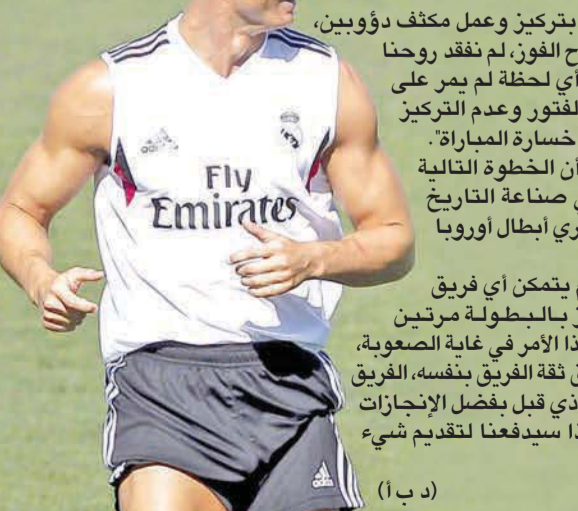 بتركيز وعمل مكثف دؤوبين،
ح الفوز، لم نفقد روحنا
أي لحظة لم يمر على
لفتور وعدم التركيز
خسارة المباراة".
أن الخطوة التالية
صناعة التاريخ
ري أبطال أوروبا
يتمكن أي فريق
بالبطولة مرتين
ذا الأمر في غاية الصعوبة،
ثقة الفريق بنفسه، الفريق
ذي قبل بفضل الإنجازات
ذا سيدفعنا لتقديم شيء
(د ب أ)
Fly
Emirates
adidas